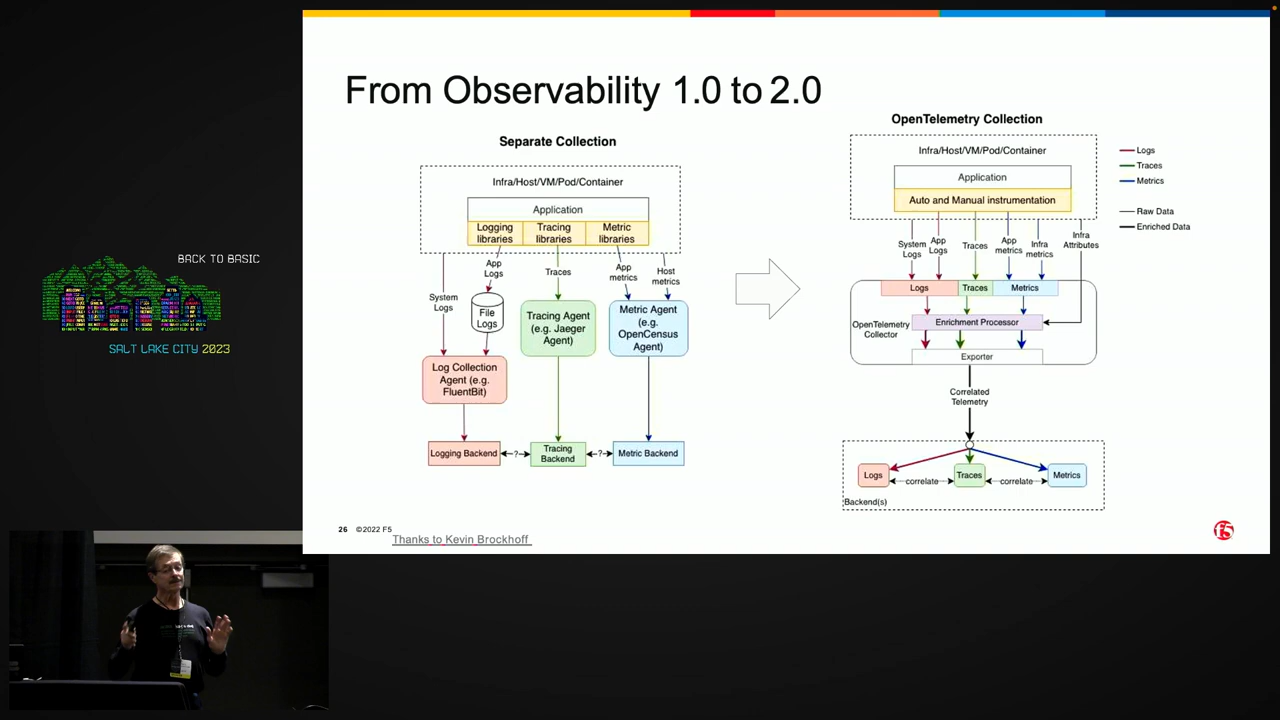 BACK TO BASIC
SALT LAKE CITY 2023
From Observability 1.0 to 2.0
Separate Collection
Infra/Host/VM/Pod/Container
Application
Logging
libraries
Tracing
libraries
Metric
libraries
System
Logs
App
Logs
Traces
App
metrics
Host
metrics
File
Logs
Tracing Agent
(e.g. Jaeger
Agent)
Metric Agent
(e.g.
OpenCensus
Agent)
Log Collection
Agent (e.g.
FluentBit)
Logging Backend
?
Tracing
Backend
?
Metric Backend
OpenTelemetry Collection
Infra/Host/VM/Pod/Container
Application
Auto and Manual instrumentation
System
Logs
App
Logs
Traces
App
metrics
Infra
metrics
Infra
Attributes
Logs
Traces
Metrics
OpenTelemetry
Collector
Enrichment Processor
Exporter
Correlated
Telemetry
Logs
correlate
Traces
correlate
Metrics
Backend(s)
Logs
Traces
Metrics
Raw Data
Enriched Data
26 ©2022 F5
Thanks to Kevin Brockhoff
f5